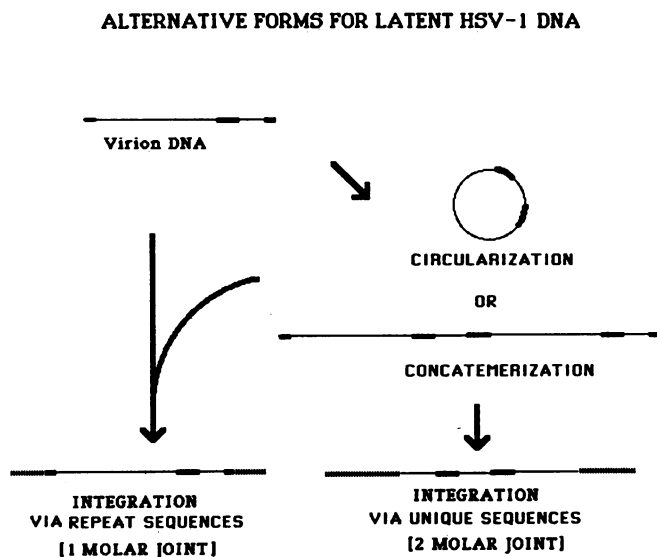 ALTERNATIVE FORMS FOR LATENT HSV-1 DNA
Virion DNA
CIRCULARIZATION
OR
CONCATEMERIZATION
INTEGRATION
VIA REPEAT SEQUENCES
[1 MOLAR JOINT]
INTEGRATION
VIA UNIQUE SEQUENCES
[2 MOLAR JOINT]